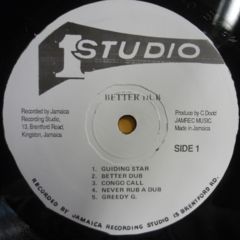 1
STUDIO
BETTER DUB
Recorded by Jamaica
Recording Studio,
13, Brentford Road,
Kingston, Jamaica
Produce by C Dodd
JAMREC MUSIC
Made in Jamaica
SIDE 1
1. GUIDING STAR
2. BETTER DUB
3. CONGO CALL
4. NEVER RUB A DUB
5. GREEDY G.
RECORDED BY JAMAICA RECORDING STUDIO 13 BRENTFORD RD.